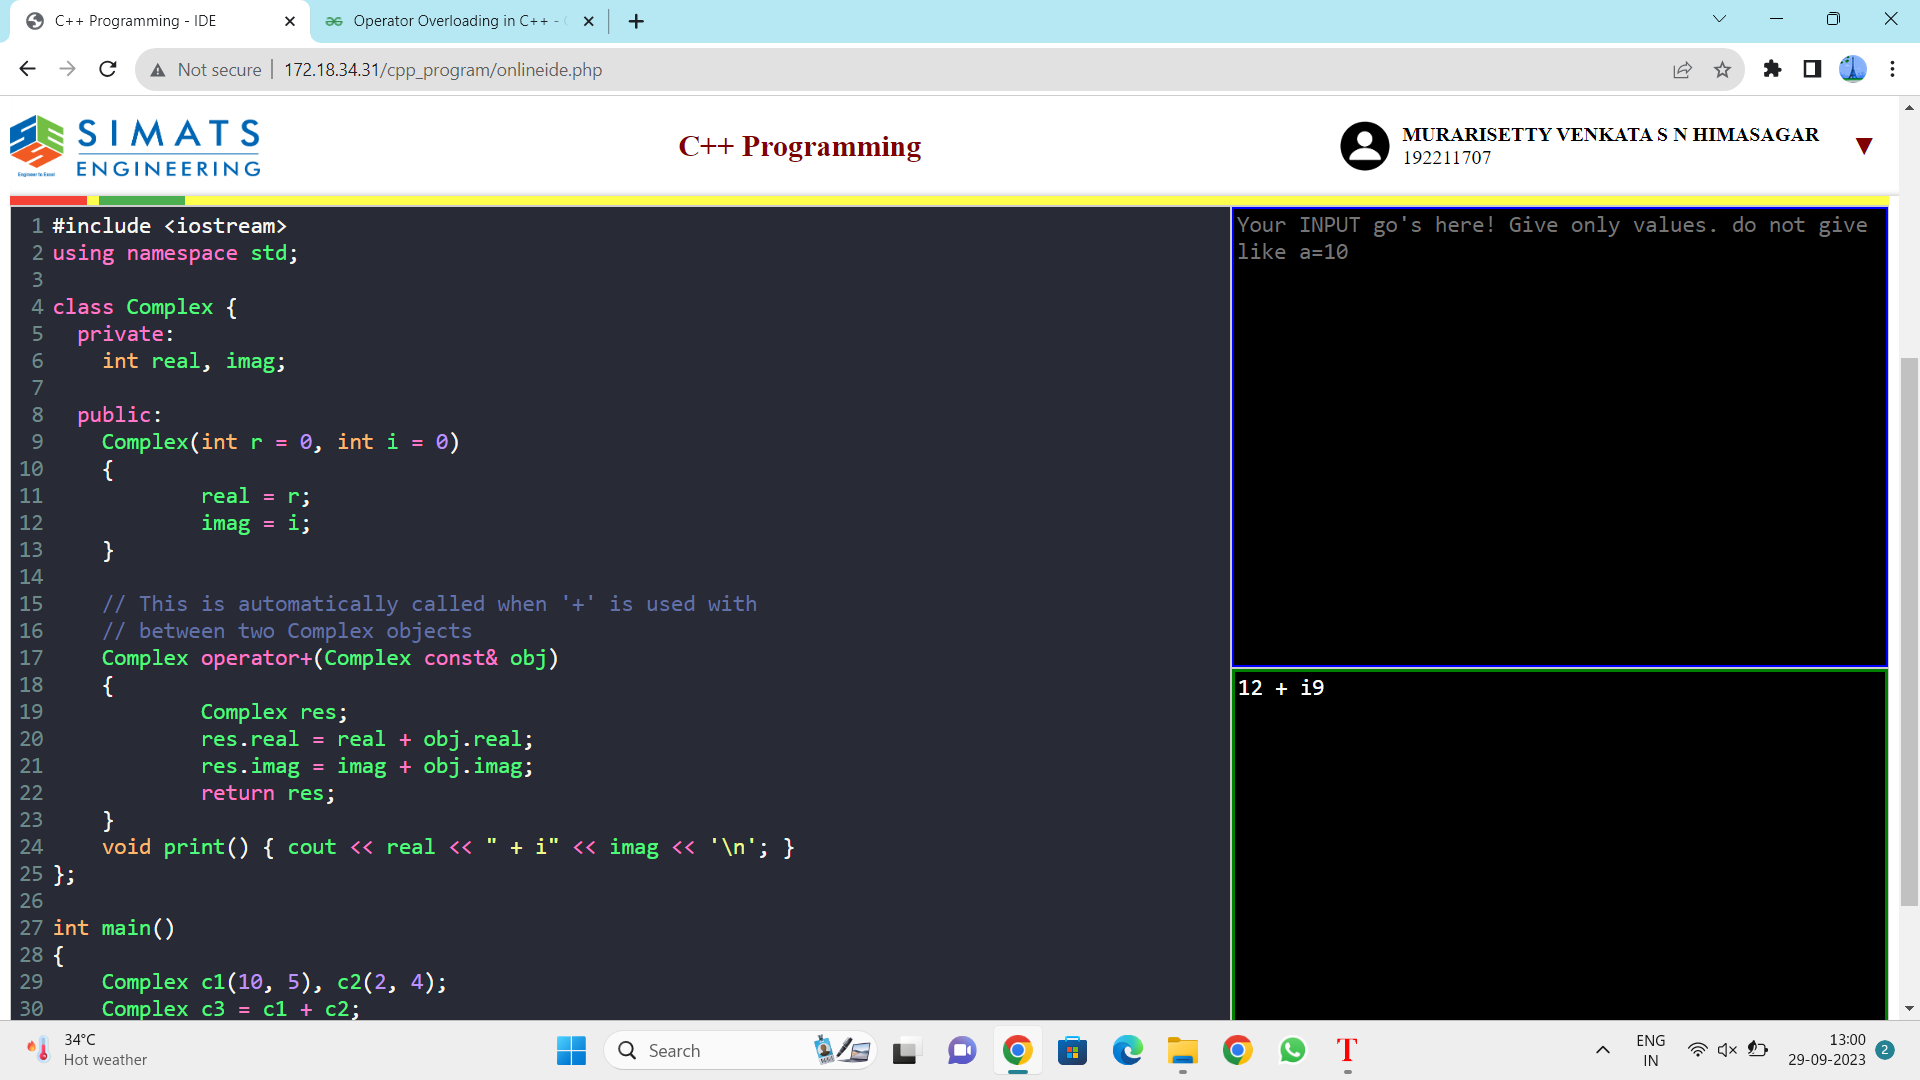 C++ Programming - IDE
Operator Overloading in C++ -
Not secure
172.18.34.31/cpp_program/onlineide.php
SIMATS
ENGINEERING
Engineer to Excel
C++ Programming
MURARISETTY VENKATA S N HIMASAGAR
192211707
1 #include <iostream>
2 using namespace std;
3
4 class Complex {
5 private:
6 int real, imag;
7
8 public:
9 Complex(int r = 0, int i = 0)
10 {
11 real = r;
12 imag = i;
13 }
14
15 // This is automatically called when '+' is used with
16 // between two Complex objects
17 Complex operator+(Complex const& obj)
18 {
19 Complex res;
20 res.real = real + obj.real;
21 res.imag = imag + obj.imag;
22 return res;
23 }
24 void print() { cout << real << " + i" << imag << '\n'; }
25 };
26
27 int main()
28 {
29 Complex c1(10, 5), c2(2, 4);
30 Complex c3 = c1 + c2;
Your INPUT go's here! Give only values. do not give
like a=10
12 + i9
34°C
Hot weather
Search
T
ENG
IN
13:00
29-09-2023
2